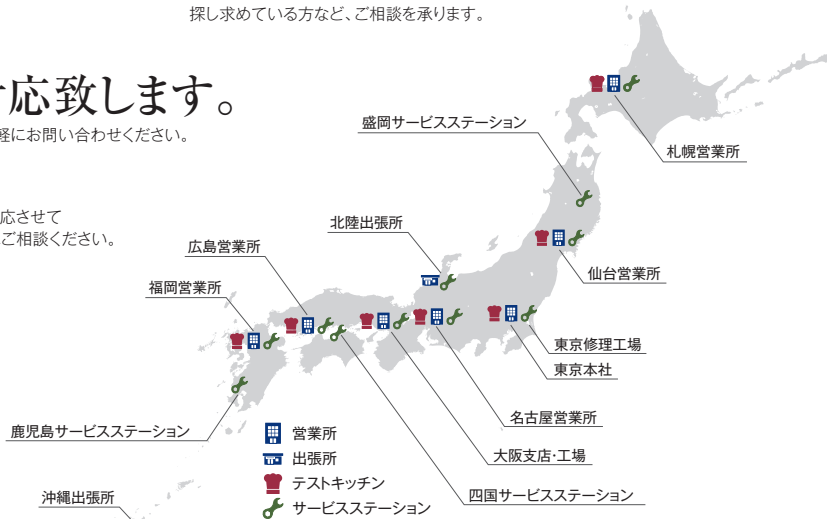 探し求めている方など、ご相談を承ります。
応致します。
軽にお問い合わせください。
応させて
ご相談ください。
盛岡サービスステーション
札幌営業所
北陸出張所
広島営業所
仙台営業所
福岡営業所
東京修理工場
東京本社
名古屋営業所
鹿児島サービスステーション
大阪支店・工場
四国サービスステーション
沖縄出張所
営業所
出張所
テストキッチン
サービスステーション